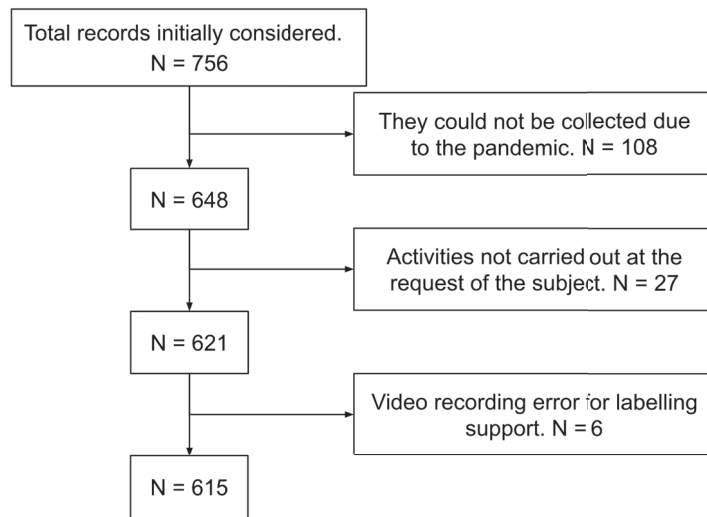 Total records initially considered.
N = 756
They could not be collected due
to the pandemic. N = 108
N = 648
Activities not carried out at the
request of the subject. N = 27
N = 621
Video recording error for labelling
support. N = 6
N = 615